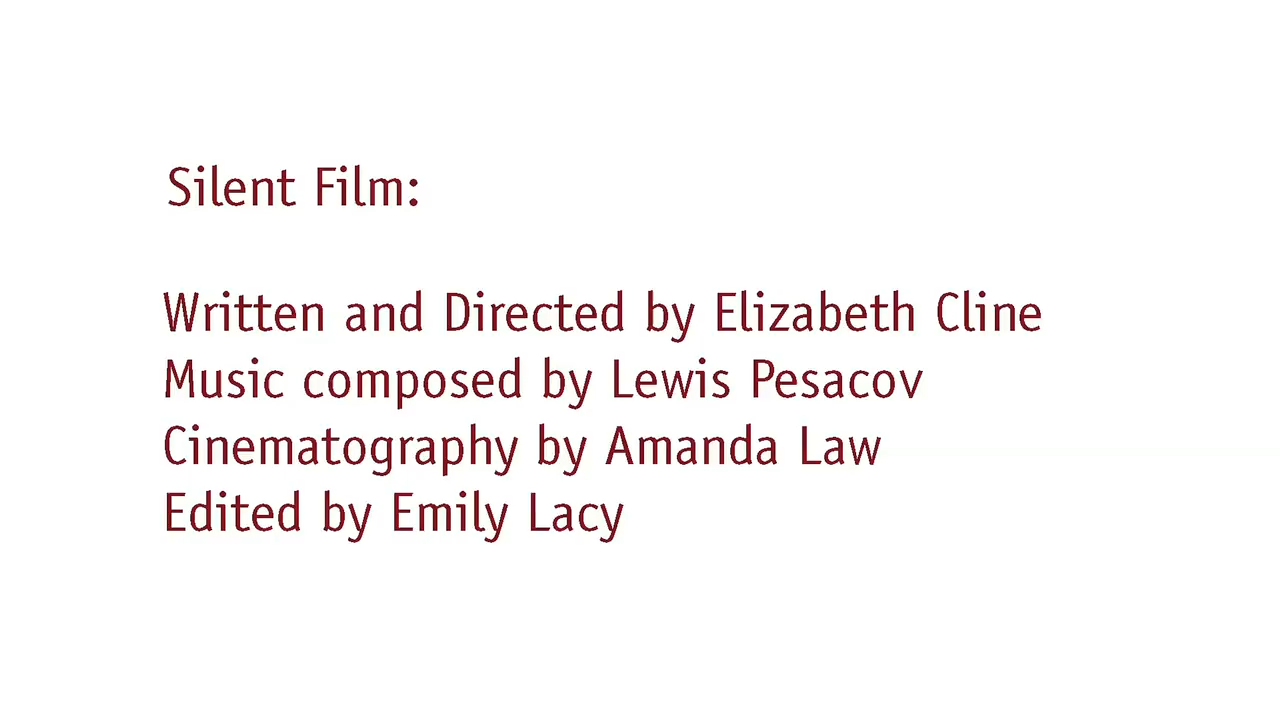 Silent Film:
Written and Directed by Elizabeth Cline
Music composed by Lewis Pesacov
Cinematography by Amanda Law
Edited by Emily Lacy